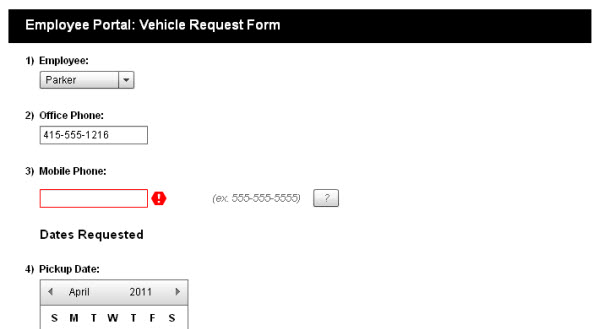 Employee Portal: Vehicle Request Form
1) Employee:
Parker
2) Office Phone:
415-555-1216
3) Mobile Phone:
(ex. 555-555-5555) ?
Dates Requested
4) Pickup Date:
April 2011
S M T W T F S